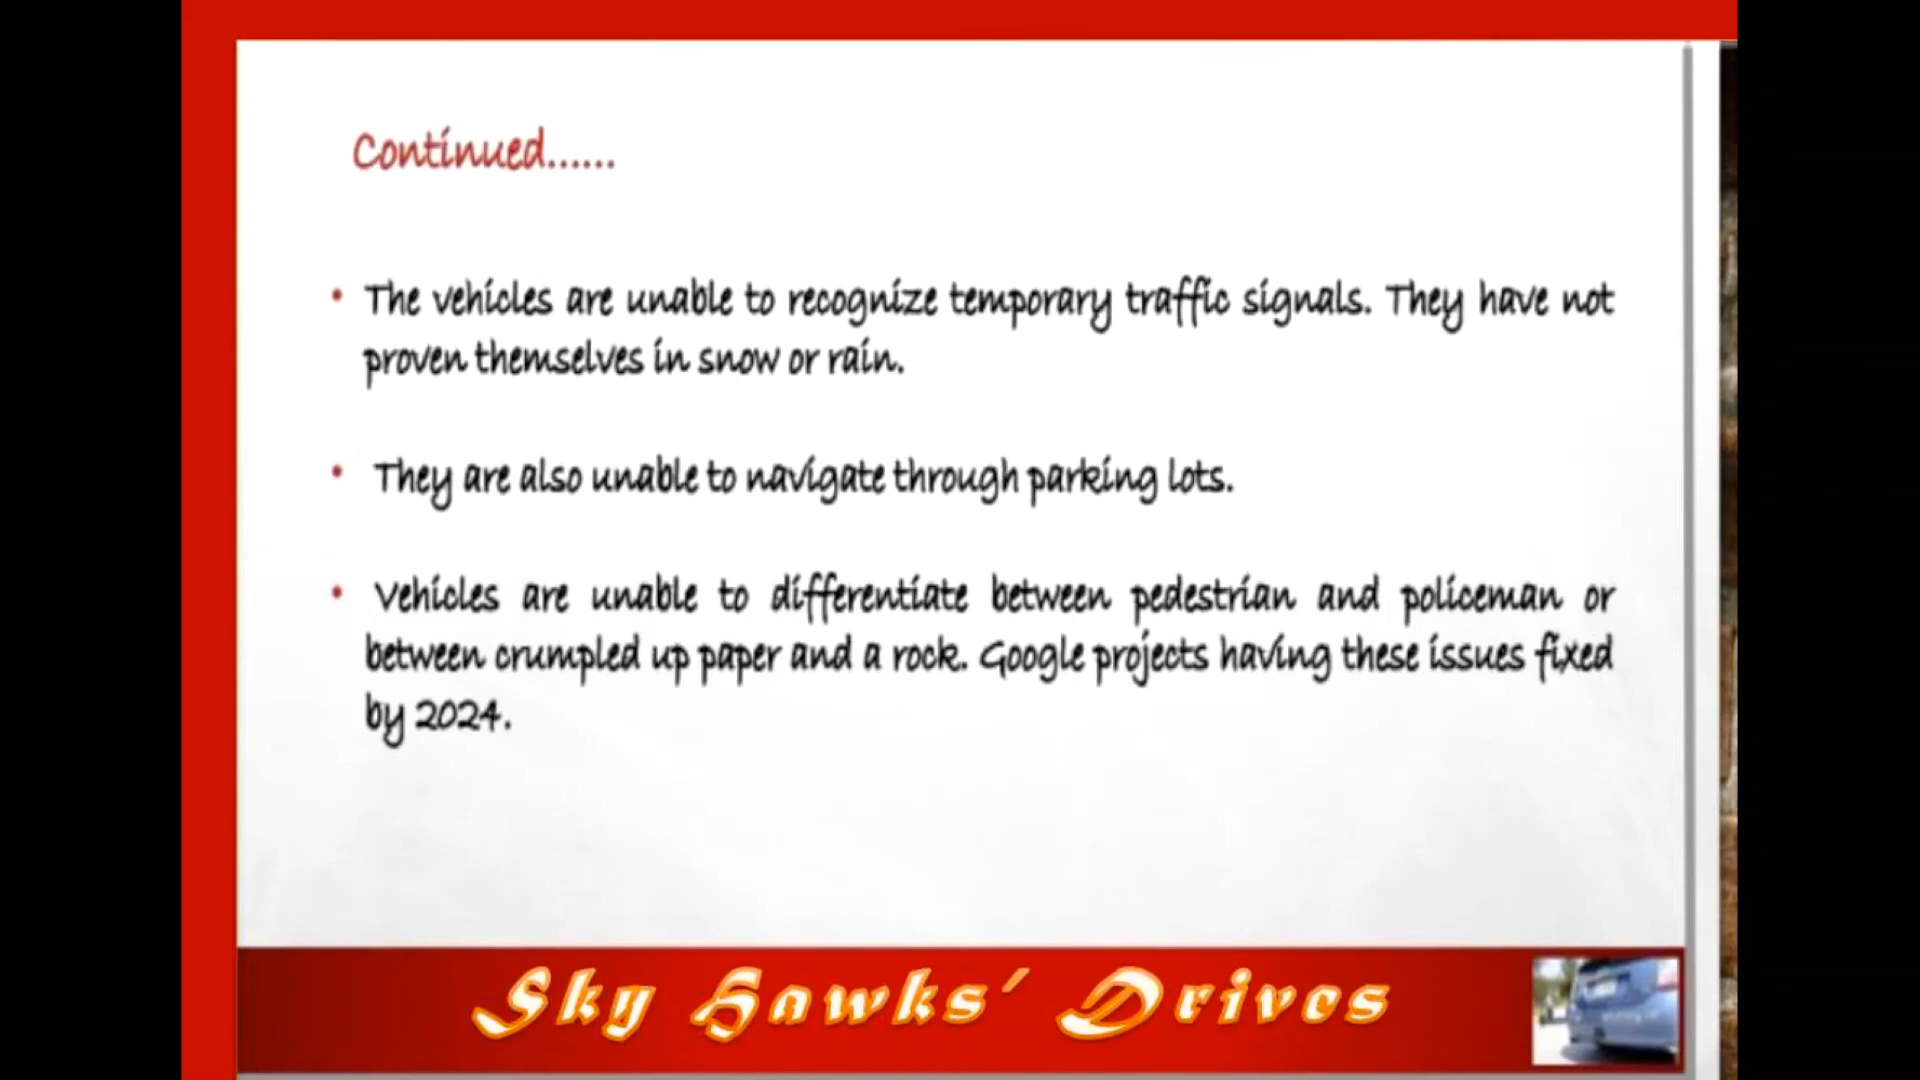 Continued......
• The vehicles are unable to recognize temporary traffic signals. They have not
proven themselves in snow or rain.
• They are also unable to navigate through parking lots.
• Vehicles are unable to differentiate between pedestrian and policeman or
between crumpled up paper and a rock. Google projects having these issues fixed
by 2024.
Sky Hawks' Drives